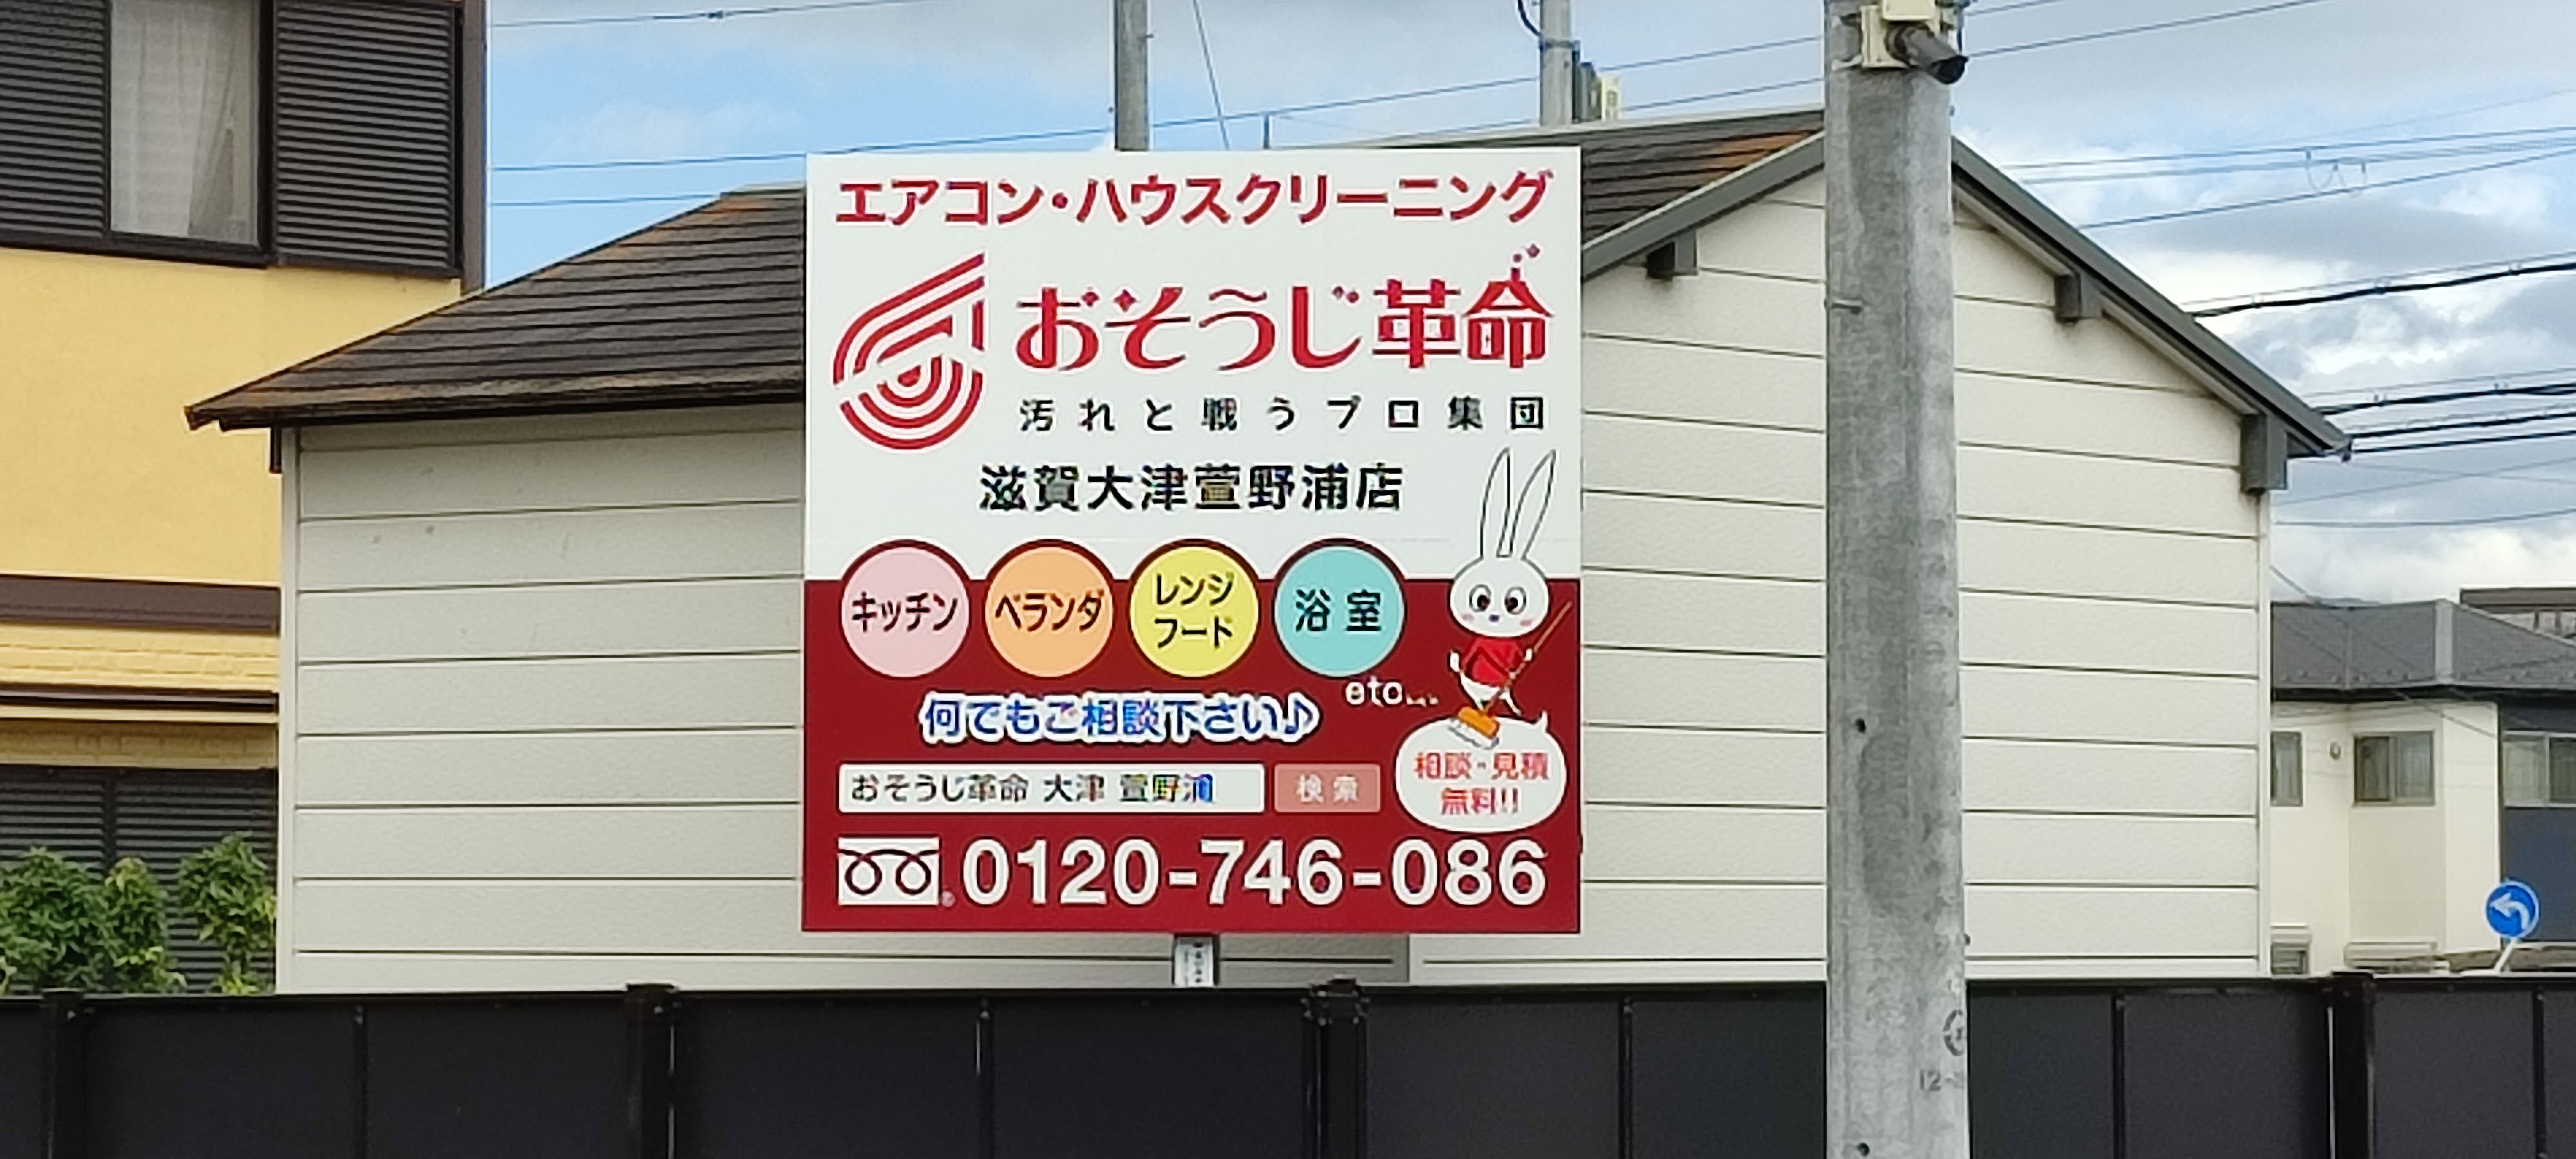 エアコン・ハウスクリーニング
おそうじ革命
汚れと戦うプロ集団
滋賀大津萱野浦店
キッチン
ベランダ
レンジ
フード
浴室
etc...
何でもご相談下さい♪
おそうじ革命 大津 萱野浦
検索
相談・見積
無料!!
0120-746-086